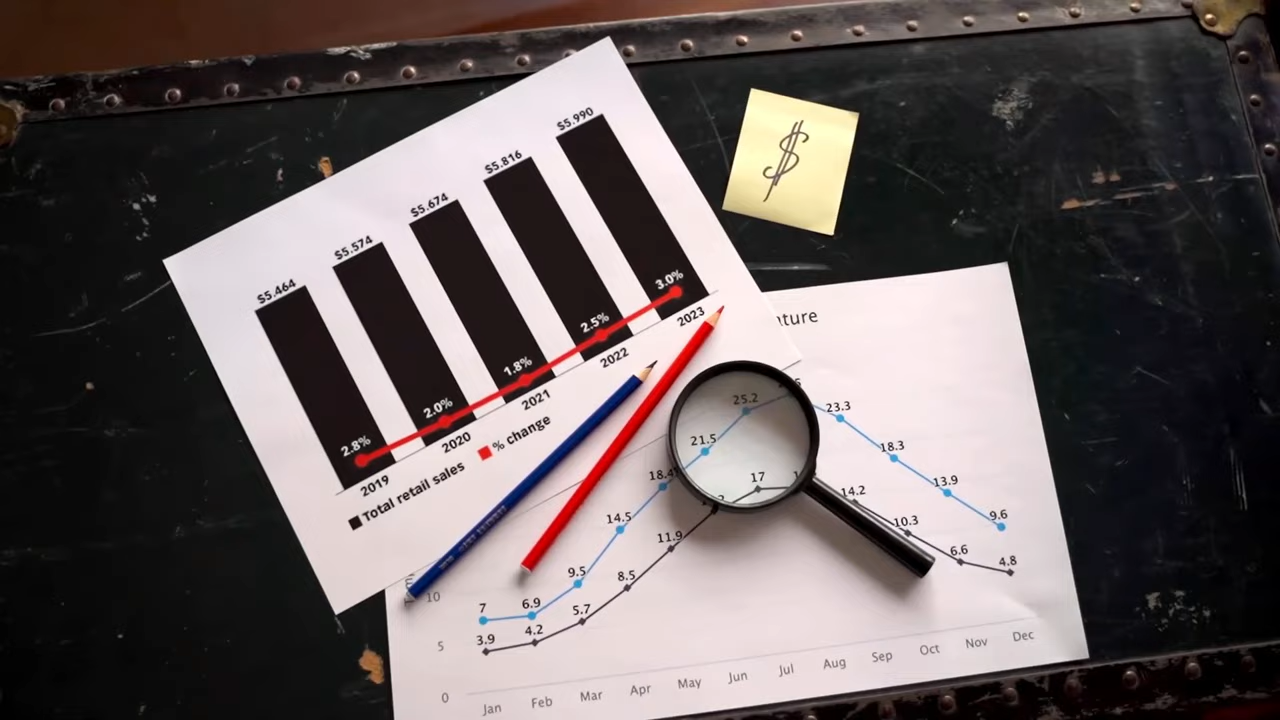 $5.464
$5.574
$5.674
$5.816
$5.990
2.8%
2.0%
1.8%
2.5%
3.0%
2019
2020
2021
2022
2023
Total retail sales
% change
$
7
6.9
9.5
14.5
18.4
21.5
25.2
23.3
18.3
13.9
9.6
3.9
4.2
5.7
8.5
11.9
17
14.2
10.3
6.6
4.8
10
5
0
Jan
Feb
Mar
Apr
May
Jun
Jul
Aug
Sep
Oct
Nov
Dec